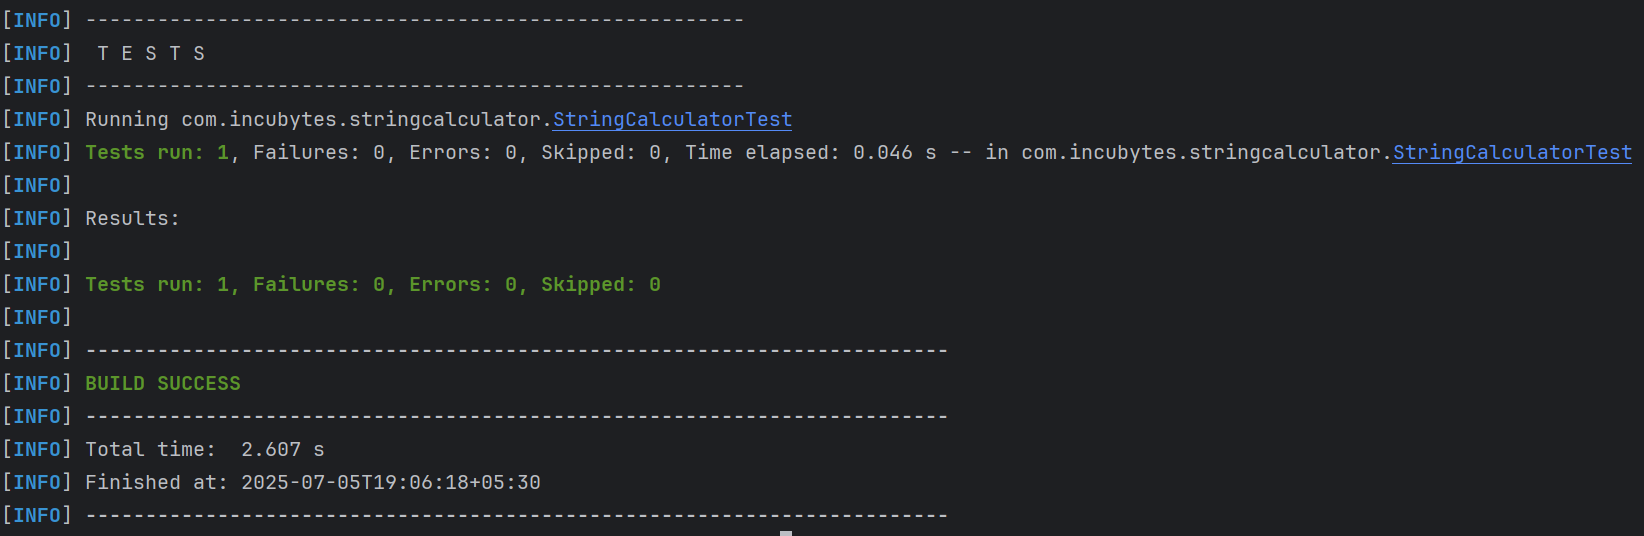 [INFO] -------------------------------------------------------
[INFO]  T E S T S
[INFO] -------------------------------------------------------
[INFO] Running com.incubytes.stringcalculator.StringCalculatorTest
[INFO] Tests run: 1, Failures: 0, Errors: 0, Skipped: 0, Time elapsed: 0.046 s -- in com.incubytes.stringcalculator.StringCalculatorTest
[INFO]
[INFO] Results:
[INFO]
[INFO] Tests run: 1, Failures: 0, Errors: 0, Skipped: 0
[INFO]
[INFO] ------------------------------------------------------------------------
[INFO] BUILD SUCCESS
[INFO] ------------------------------------------------------------------------
[INFO] Total time:  2.607 s
[INFO] Finished at: 2025-07-05T19:06:18+05:30
[INFO] ------------------------------------------------------------------------